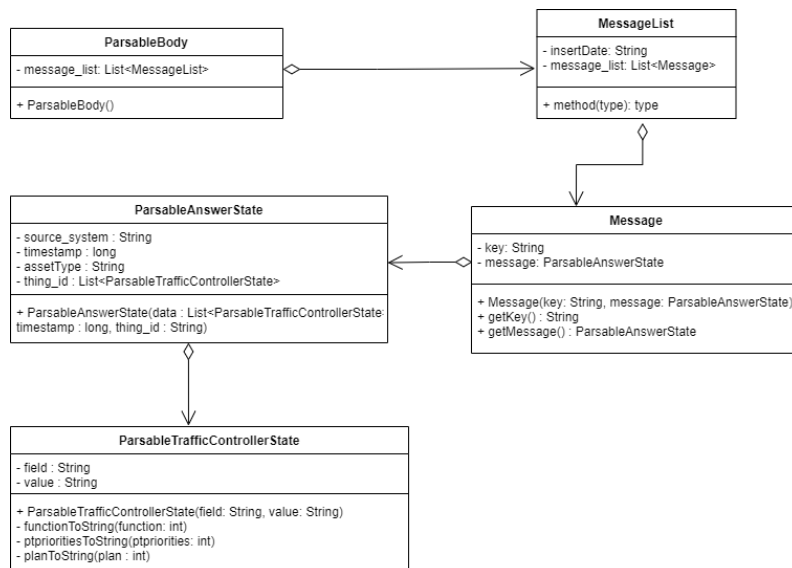 ParsableBody
- message_list: List<MessageList>
+ ParsableBody()
MessageList
- insertDate: String
- message_list: List<Message>
+ method(type): type
ParsableAnswerState
- source_system : String
- timestamp : long
- assetType : String
- thing_id : List<ParsableTrafficControllerState>
+ ParsableAnswerState(data : List<ParsableTrafficControllerState>
timestamp : long, thing_id : String)
Message
- key: String
- message: ParsableAnswerState
+ Message(key: String, message: ParsableAnswerState)
+ getKey() : String
+ getMessage() : ParsableAnswerState
ParsableTrafficControllerState
- field : String
- value : String
+ ParsableTrafficControllerState(field: String, value: String)
- functionToString(function: int)
- ptprioritiesToString(ptpriorities: int)
- planToString(plan : int)